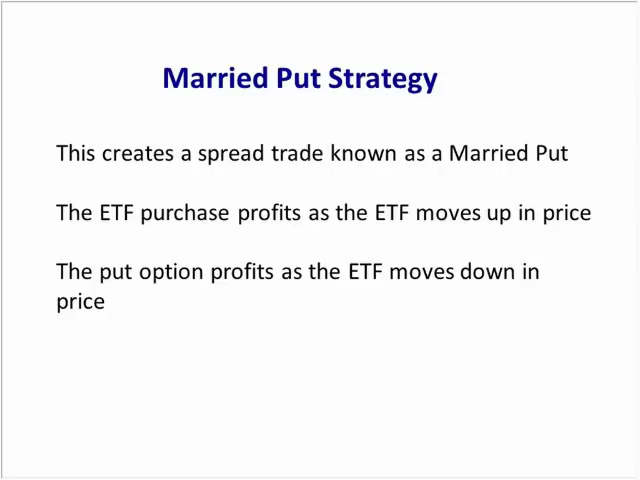 Married Put Strategy
This creates a spread trade known as a Married Put
The ETF purchase profits as the ETF moves up in price
The put option profits as the ETF moves down in
price